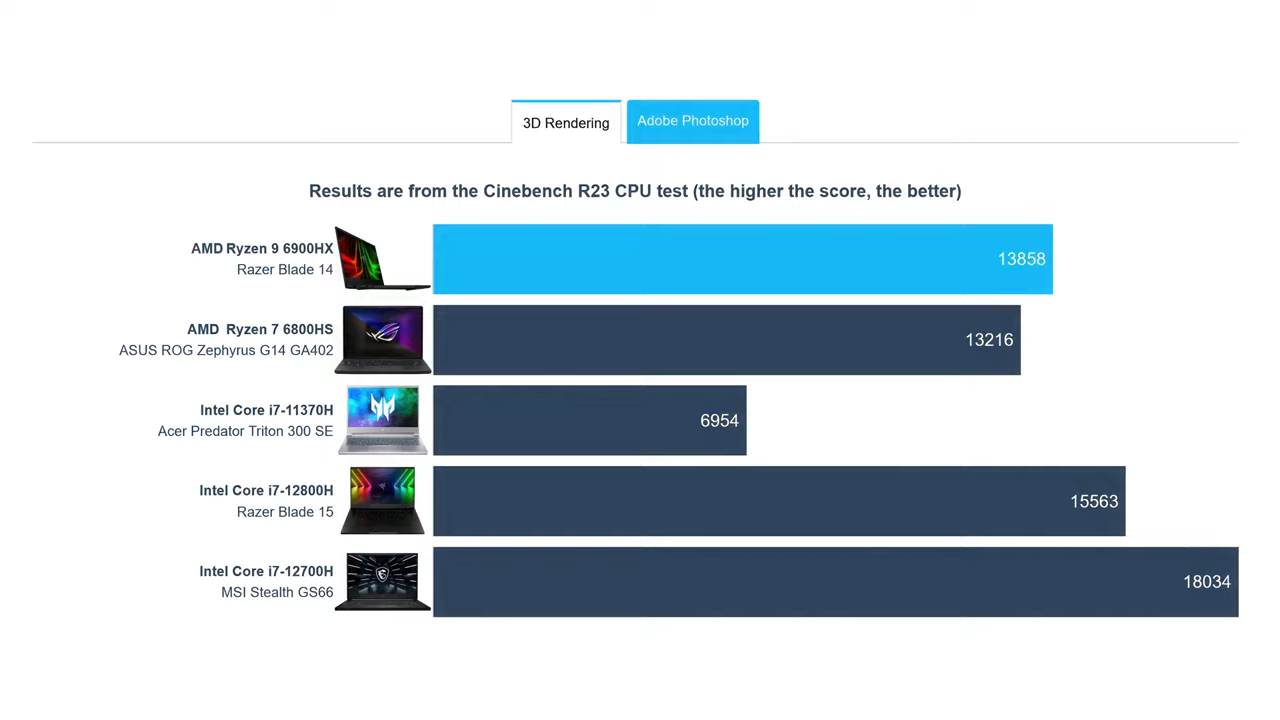 3D Rendering
Adobe Photoshop
Results are from the Cinebench R23 CPU test (the higher the score, the better)
AMD Ryzen 9 6900HX
Razer Blade 14
13858
AMD Ryzen 7 6800HS
ASUS ROG Zephyrus G14 GA402
13216
Intel Core i7-11370H
Acer Predator Triton 300 SE
6954
Intel Core i7-12800H
Razer Blade 15
15563
Intel Core i7-12700H
MSI Stealth GS66
18034